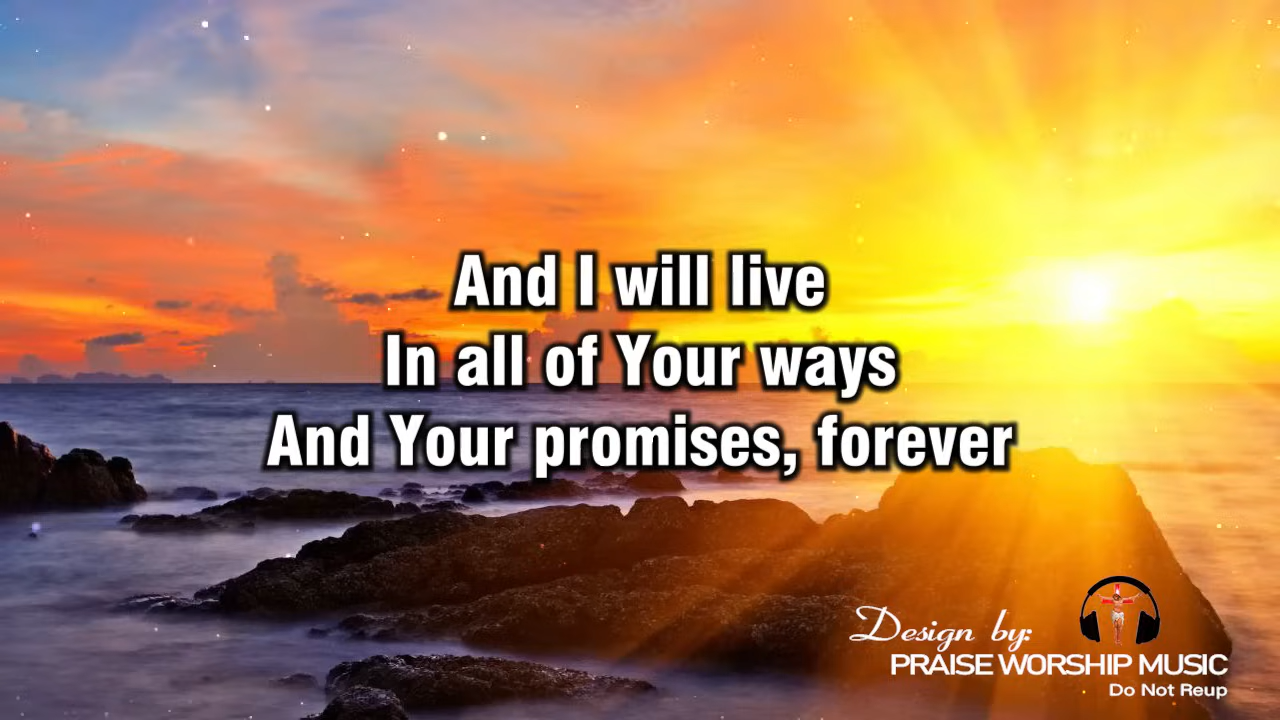 And I will live
In all of Your ways
And Your promises, forever
Design by:
PRAISE WORSHIP MUSIC
Do Not Reup